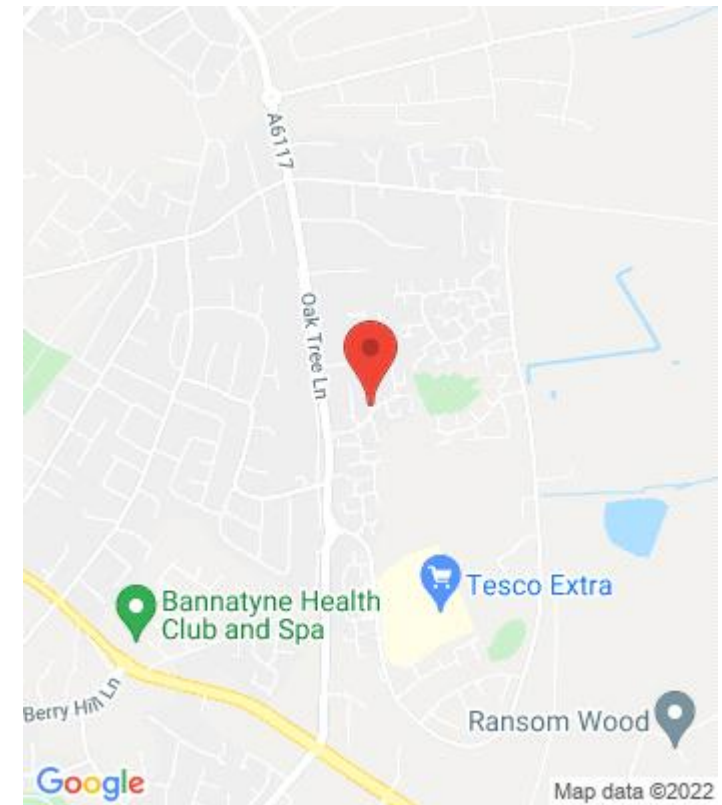 A6117
Oak Tree Ln
Tesco Extra
Bannatyne Health
Club and Spa
Berry Hill Ln
Ransom Wood
Google
Map data ©2022